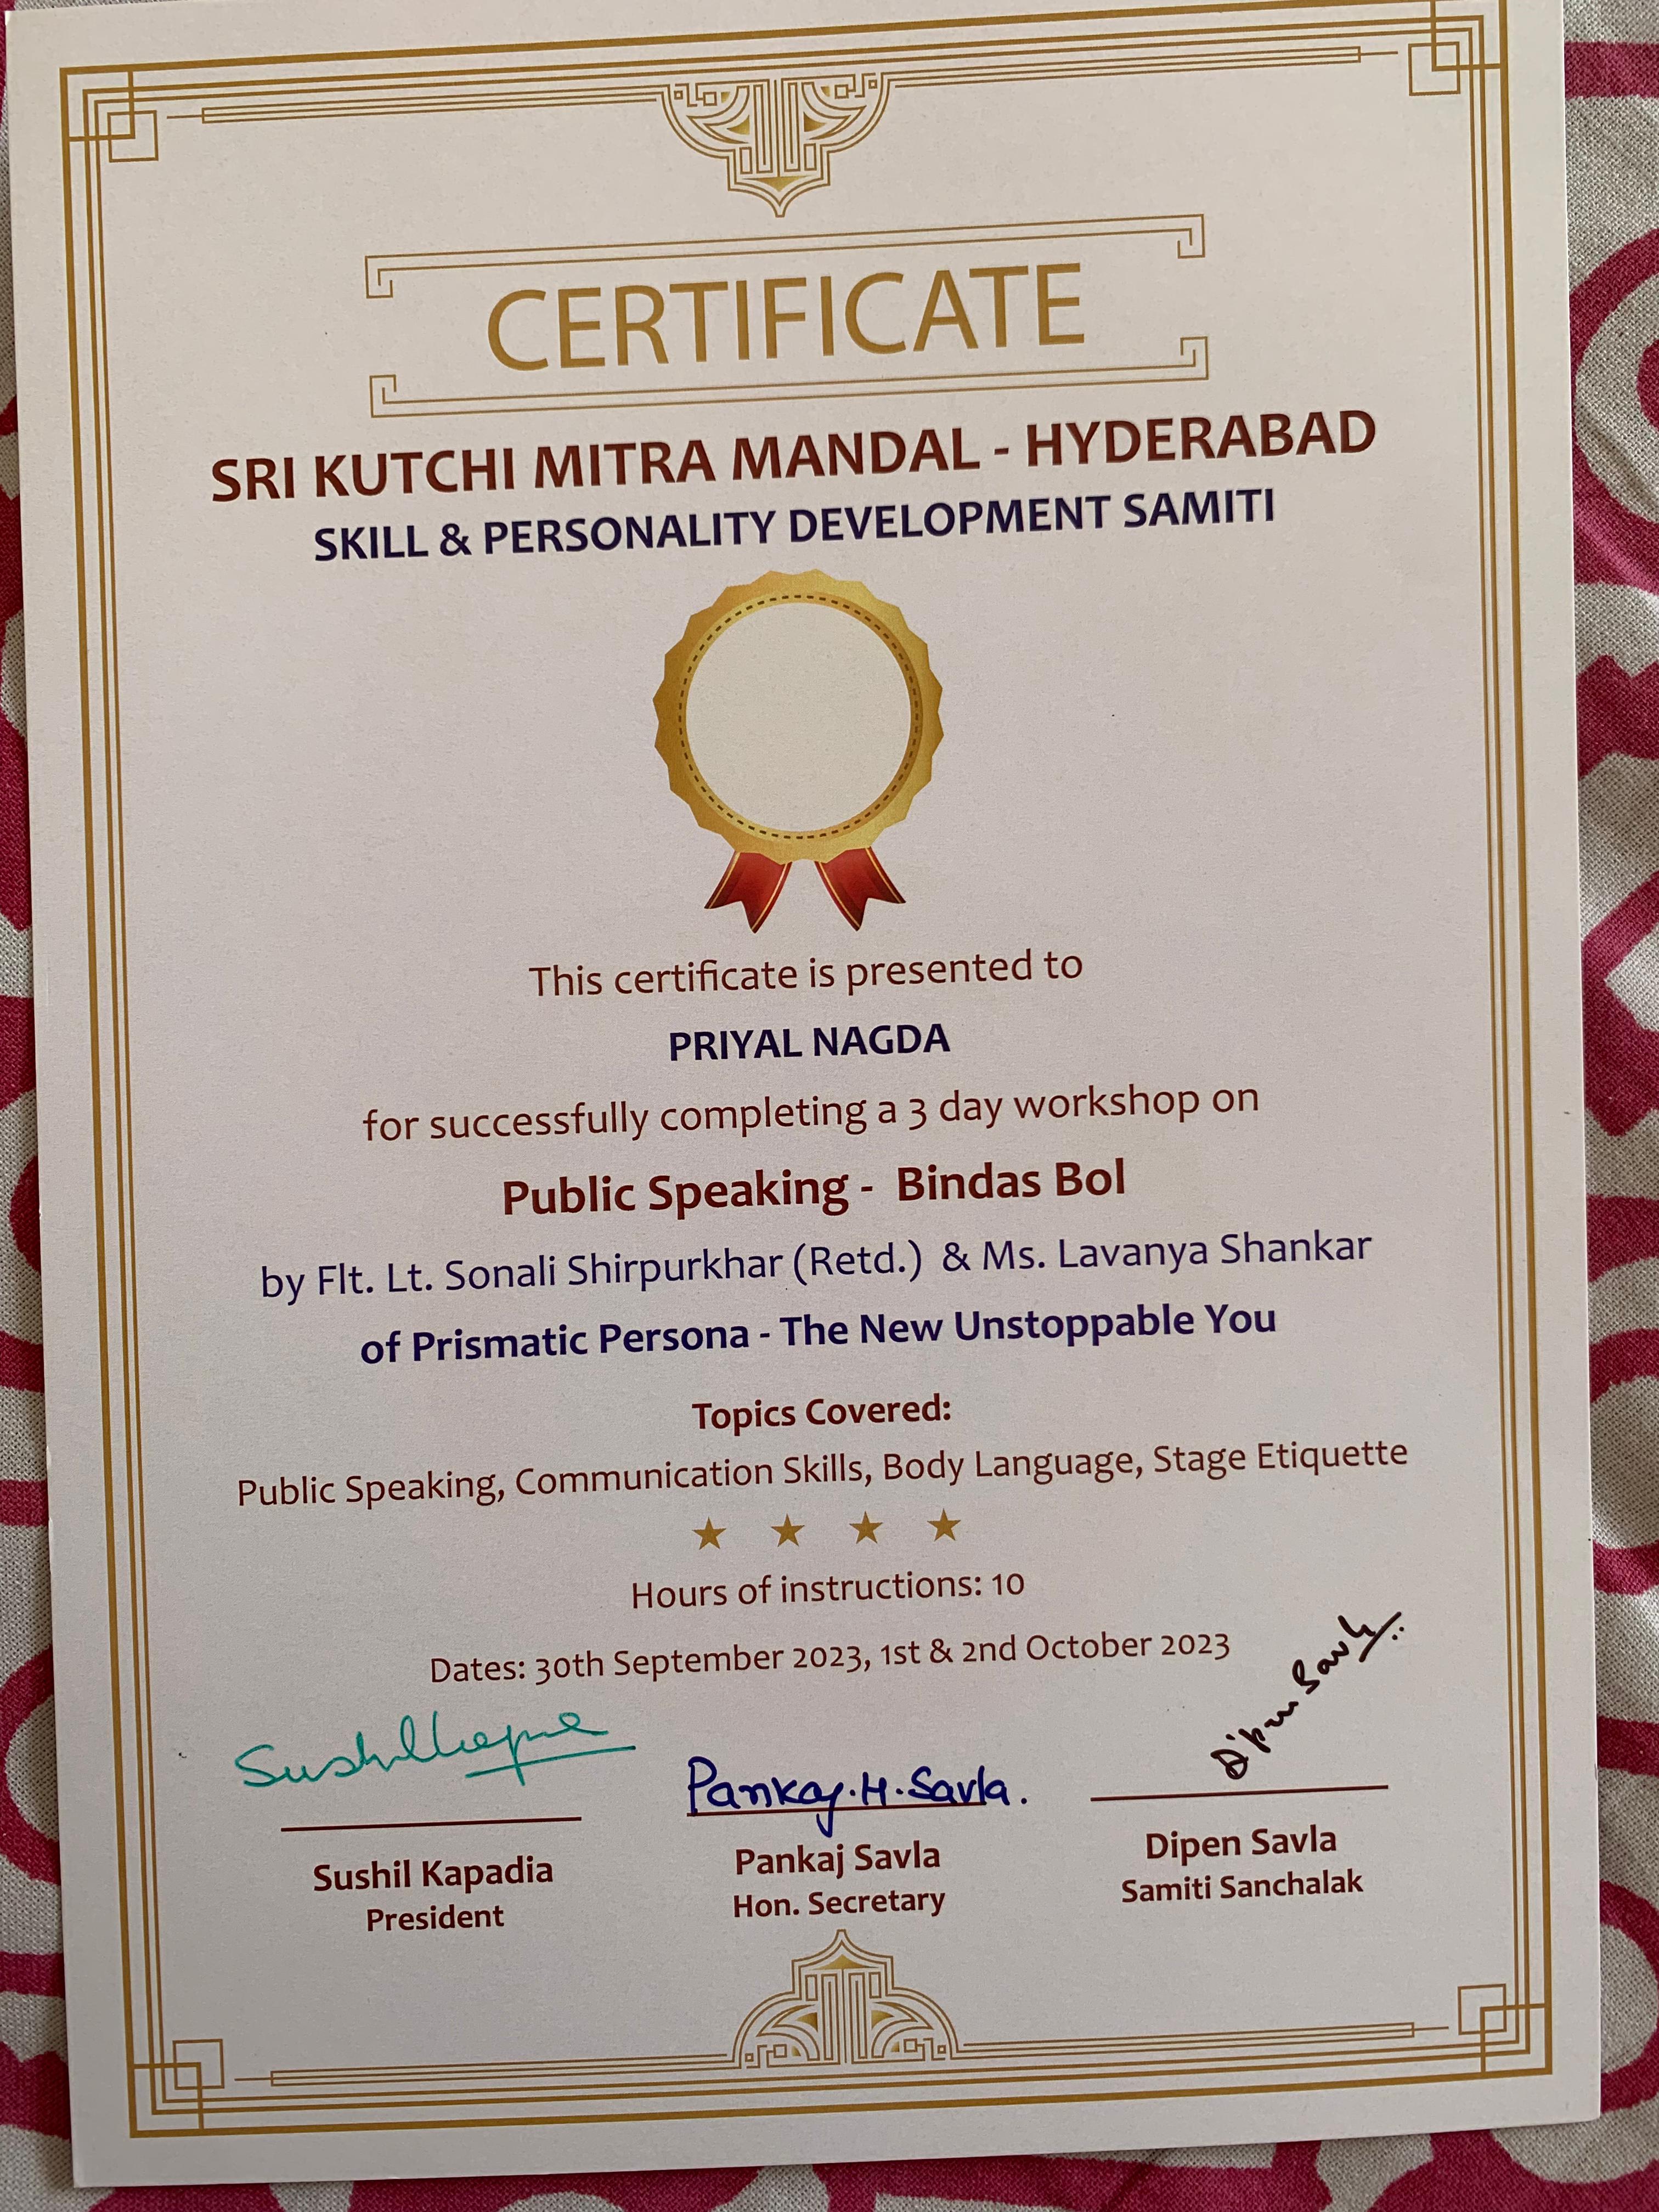 CERTIFICATE
SRI KUTCHI MITRA MANDAL - HYDERABAD
SKILL & PERSONALITY DEVELOPMENT SAMITI
This certificate is presented to
PRIYAL NAGDA
for successfully completing a 3 day workshop on
Public Speaking - Bindas Bol
by Flt. Lt. Sonali Shirpurkhar (Retd.) & Ms. Lavanya Shankar
of Prismatic Persona - The New Unstoppable You
Topics Covered:
Public Speaking, Communication Skills, Body Language, Stage Etiquette
Hours of instructions: 10
Dates: 30th September 2023, 1st & 2nd October 2023
Pankaj.H.Savla.
Dipen Savla
Sushil Kapadia
President
Pankaj Savla
Hon. Secretary
Dipen Savla
Samiti Sanchalak